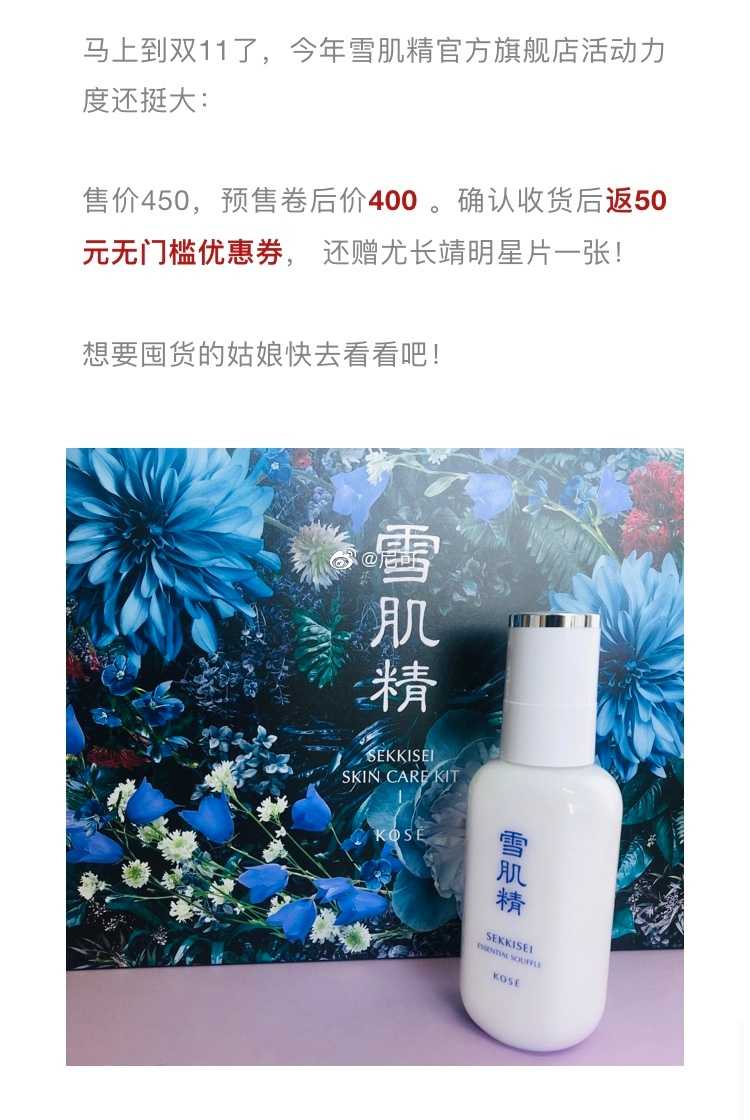 马上到双11了，今年雪肌精官方旗舰店活动力
度还挺大：
售价450，预售卷后价400 。确认收货后返50
元无门槛优惠券， 还赠尤长靖明星片一张！
想要囤货的姑娘快去看看吧！
雪肌精
@尼可
SEKKISEI
SKIN CARE KIT
I
KOSÉ
雪肌精
SEKKISEI
ESSENTIAL SOUFFLE
KOSÉ